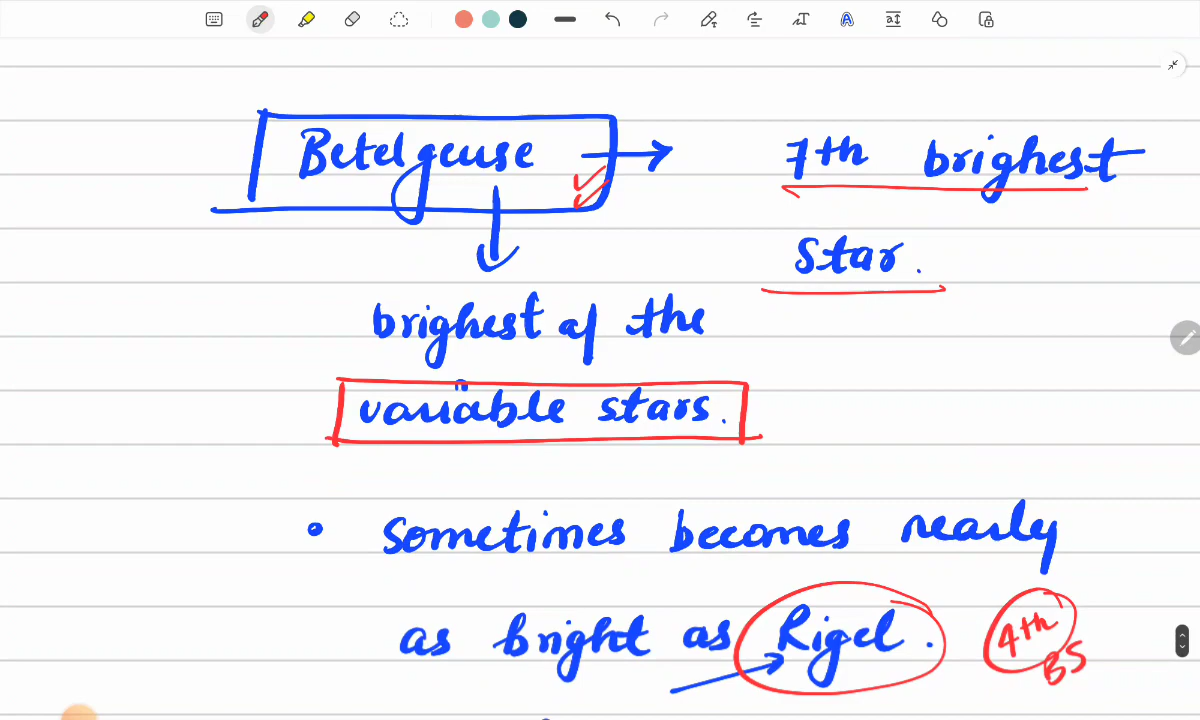 Betelgeuse → 7th brighest
star.
brighest of the
variable stars.
• Sometimes becomes nearly
as bright as Rigel. 4th
BS